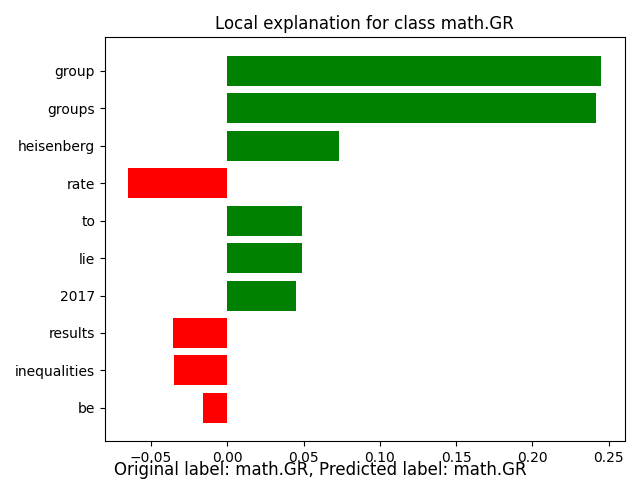 Local explanation for class math.GR
group
groups
heisenberg
rate
to
lie
2017
results
inequalities
be
−0.05 0.00 0.05 0.10 0.15 0.20 0.25
Original label: math.GR, Predicted label: math.GR